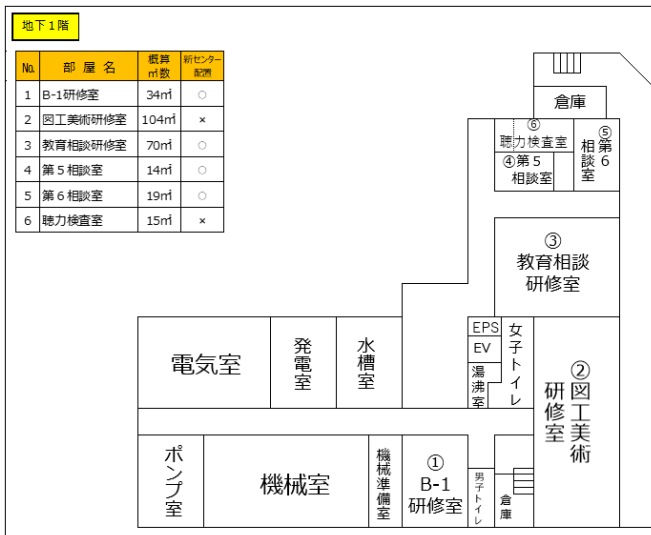 地下1階
No. 部屋名 概算㎡数 新センター配置
1 B-1研修室 34㎡ ○
2 図工美術研修室 104㎡ ×
3 教育相談研修室 70㎡ ○
4 第5相談室 14㎡ ○
5 第6相談室 19㎡ ○
6 聴力検査室 15㎡ ×
倉庫
⑥
聴力検査室
④第5
相談室
⑤第6
相談室
③
教育相談
研修室
EPS
EV
湯沸室
女子トイレ
②図工美術
研修室
電気室
発電室
水槽室
ポンプ室
機械室
機械準備室
①
B-1
研修室
男子トイレ
倉庫